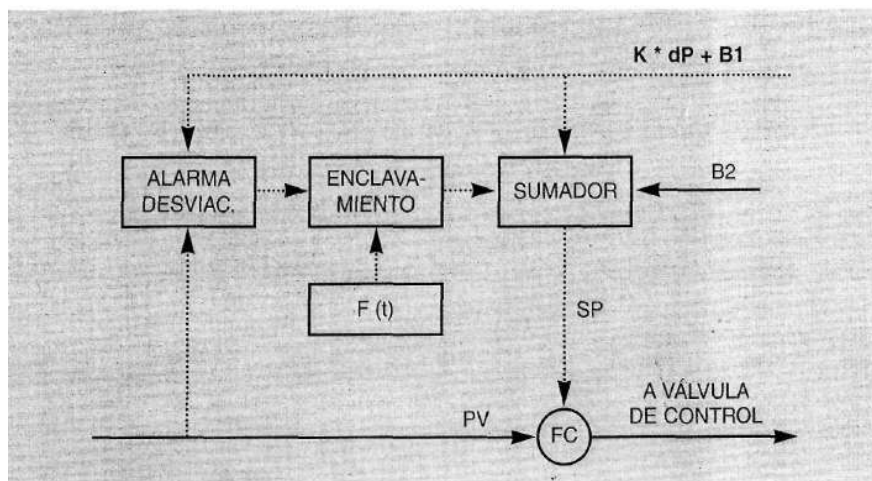 K * dP + B1
ALARMA
DESVIAC.
ENCLAVA-
MIENTO
SUMADOR
B2
F (t)
SP
PV
FC
A VÁLVULA
DE CONTROL